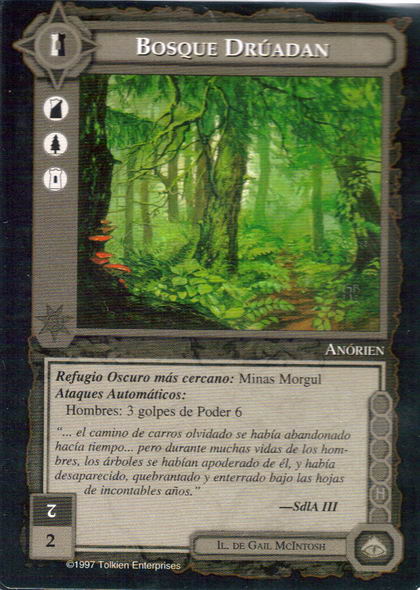 BOSQUE DRÚADAN
ANÓRIEN
Refugio Oscuro más cercano: Minas Morgul
Ataques Automáticos:
Hombres: 3 golpes de Poder 6
“... el camino de carros olvidado se había abandonado
hacía tiempo... pero durante muchas vidas de los hom-
bres, los árboles se habían apoderado de él, y había
desaparecido, quebrantado y enterrado bajo las hojas
de incontables años.”
—SdlA III
H
2
2
IL. DE GAIL MCINTOSH
©1997 Tolkien Enterprises